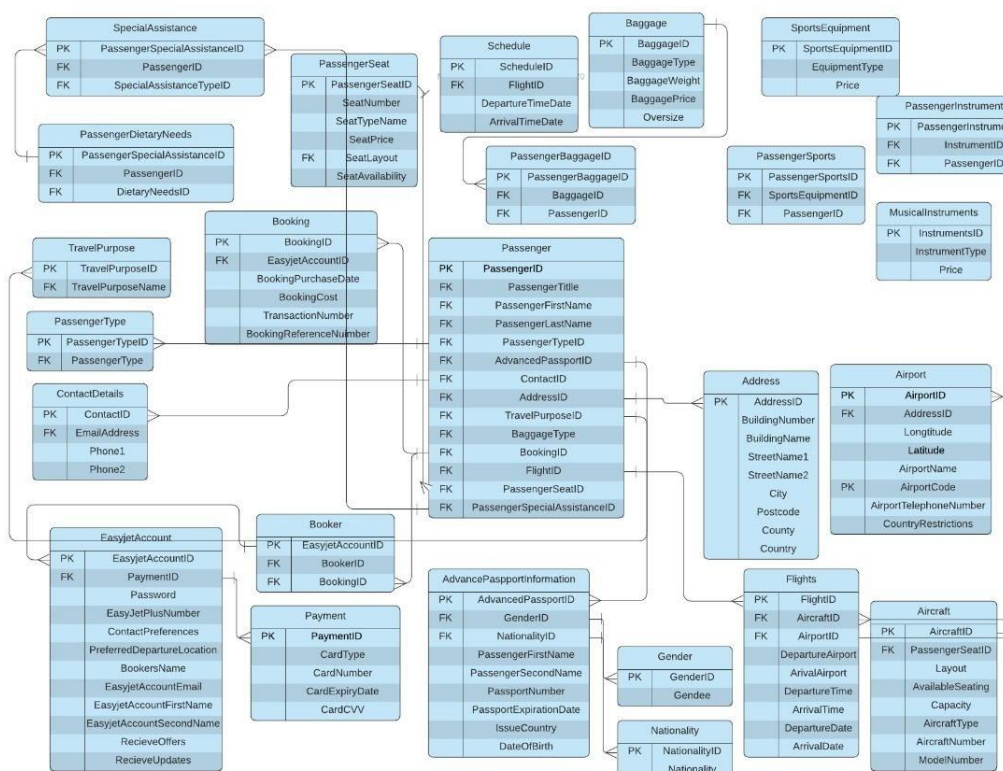 SpecialAssistance
PK PassengerSpecialAssistanceID
FK PassengerID
FK SpecialAssistanceTypeID
PassengerDietaryNeeds
PK PassengerSpecialAssistanceID
FK PassengerID
FK DietaryNeedsID
PassengerSeat
PK PassengerSeatID
SeatNumber
SeatTypeName
SeatPrice
FK SeatLayout
SeatAvailability
Schedule
PK ScheduleID
FK FlightID
DepartureTimeDate
ArrivalTimeDate
Baggage
PK BaggageID
BaggageType
BaggageWeight
BaggagePrice
Oversize
SportsEquipment
PK SportsEquipmentID
EquipmentType
Price
PassengerInstrument
PK PassengerInstrume
FK InstrumentID
FK PassengerID
PassengerBaggageID
PK PassengerBaggageID
FK BaggageID
FK PassengerID
PassengerSports
PK PassengerSportsID
FK SportsEquipmentID
FK PassengerID
MusicalInstruments
PK InstrumentsID
InstrumentType
Price
TravelPurpose
PK TravelPurposeID
FK TravelPurposeName
Booking
PK BookingID
FK EasyjetAccountID
BookingPurchaseDate
BookingCost
TransactionNumber
BookingReferenceNumber
Passenger
PK PassengerID
FK PassengerTitlle
FK PassengerFirstName
FK PassengerLastName
FK PassengerTypeID
FK AdvancedPassportID
FK ContactID
FK AddressID
FK TravelPurposeID
FK BaggageType
FK BookingID
FK FlightID
FK PassengerSeatID
FK PassengerSpecialAssistanceID
PassengerType
PK PassengerTypeID
FK PassengerType
ContactDetails
PK ContactID
FK EmailAddress
Phone1
Phone2
Address
PK AddressID
BuildingNumber
BuildingName
StreetName1
StreetName2
City
Postcode
County
Country
Airport
PK AirportID
FK AddressID
Longtitude
Latitude
AirportName
PK AirportCode
AirportTelephoneNumber
CountryRestrictions
EasyjetAccount
PK EasyjetAccountID
FK PaymentID
Password
EasyJetPlusNumber
ContactPreferences
PreferredDepartureLocation
BookersName
EasyjetAccountEmail
EasyjetAccountFirstName
EasyjetAccountSecondName
RecieveOffers
RecieveUpdates
Booker
PK EasyjetAccountID
FK BookerID
FK BookingID
Payment
PK PaymentID
CardType
CardNumber
CardExpiryDate
CardCVV
AdvancePaspportInformation
PK AdvancedPassportID
FK GenderID
FK NationalityID
PassengerFirstName
PassengerSecondName
PassportNumber
PassportExpirationDate
IssueCountry
DateOfBirth
Gender
PK GenderID
Gendee
Nationality
PK NationalityID
Nationality
Flights
PK FlightID
FK AircraftID
FK AirportID
DepartureAirport
ArivalAirport
DepartureTime
ArrivalTime
DepartureDate
ArrivalDate
Aircraft
PK AircraftID
FK PassengerSeatID
Layout
AvailableSeating
Capacity
AircraftType
AircraftNumber
ModelNumber